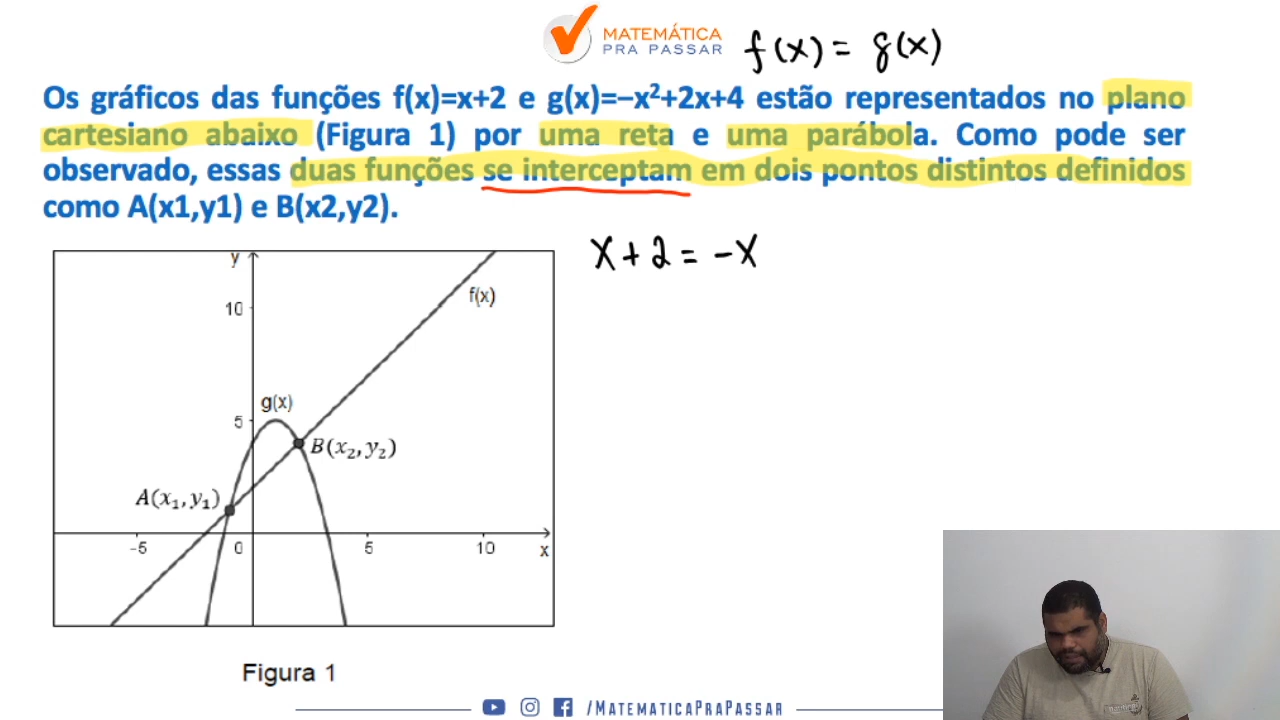 MATEMÁTICA
PRA PASSAR
f(x) = g(x)
Os gráficos das funções f(x)=x+2 e g(x)=–x²+2x+4 estão representados no plano
cartesiano abaixo (Figura 1) por uma reta e uma parábola. Como pode ser
observado, essas duas funções se interceptam em dois pontos distintos definidos
como A(x1,y1) e B(x2,y2).
x + 2 = -x
y
f(x)
10
g(x)
5
B(x₂, y₂)
A(x₁, y₁)
-5 0 5 10 x
Figura 1
/MatematicaPraPassar